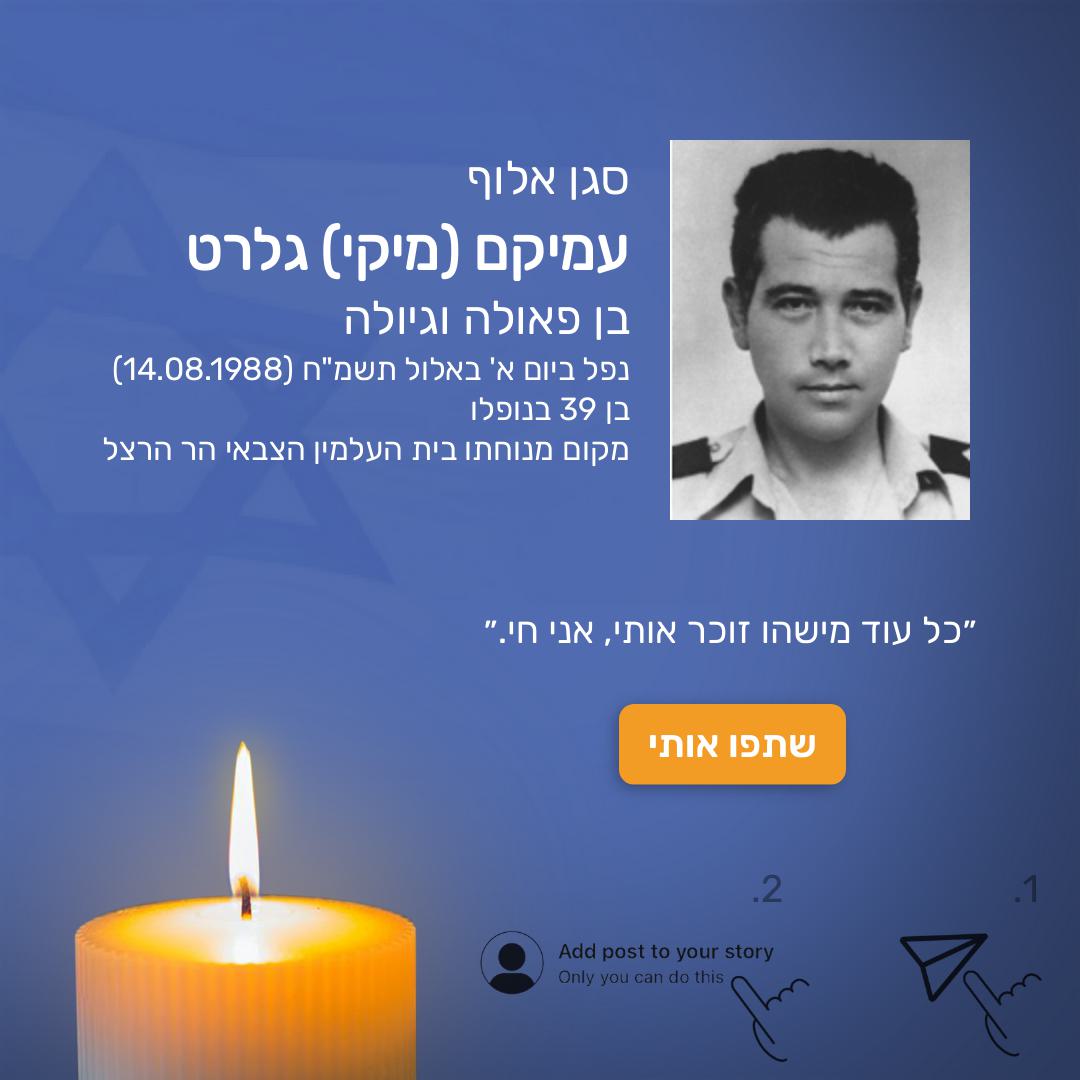 סגן אלוף
עמיקם (מיקי) גלרט
בן פאולה וגיולה
נפל ביום א' באלול תשמ"ח (14.08.1988)
בן 39 בנופלו
מקום מנוחתו בית העלמין הצבאי הר הרצל
״כל עוד מישהו זוכר אותי, אני חי.״
שתפו אותי
1.
2.
Add post to your story
Only you can do this